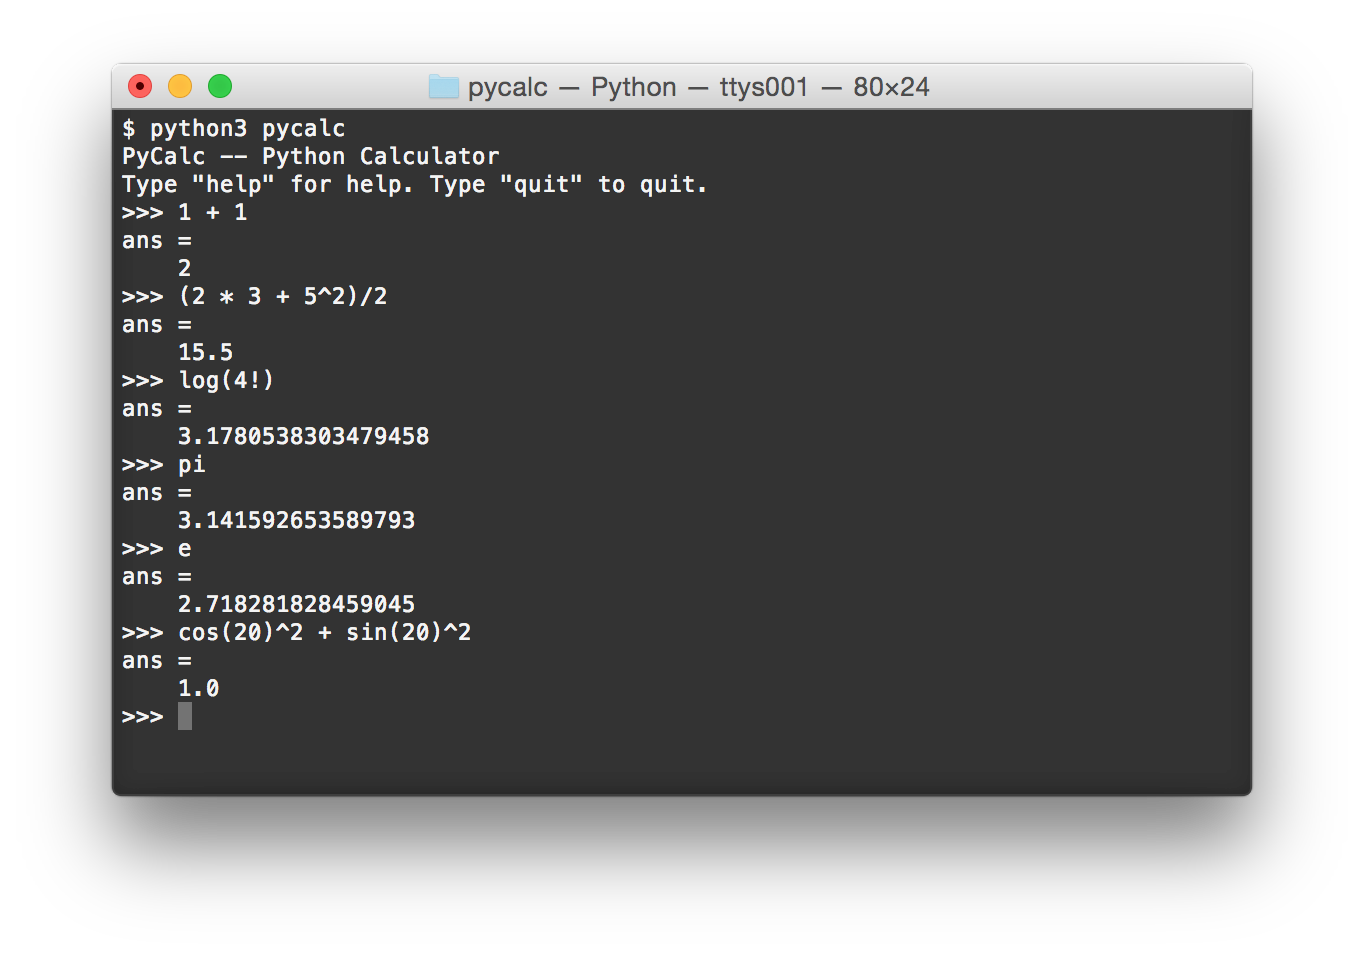 pycalc — Python — ttys001 — 80×24
$ python3 pycalc
PyCalc -- Python Calculator
Type "help" for help. Type "quit" to quit.
>>> 1 + 1
ans =
    2
>>> (2 * 3 + 5^2)/2
ans =
    15.5
>>> log(4!)
ans =
    3.1780538303479458
>>> pi
ans =
    3.141592653589793
>>> e
ans =
    2.718281828459045
>>> cos(20)^2 + sin(20)^2
ans =
    1.0
>>>